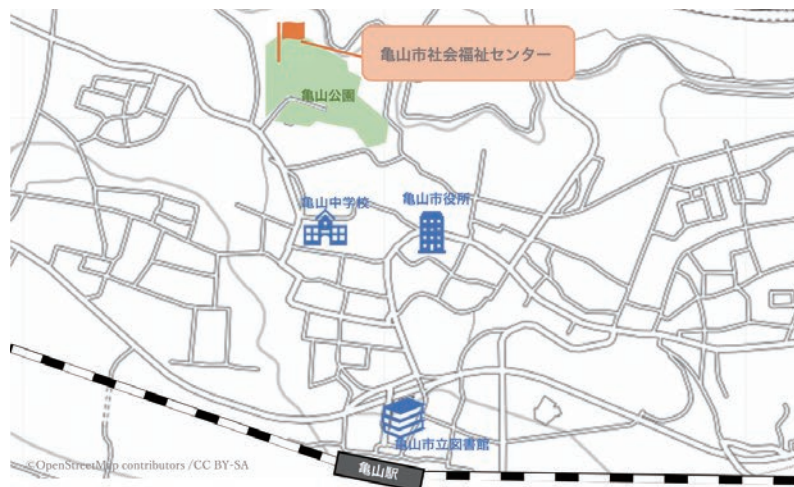 亀山市社会福祉センター
亀山公園
亀山中学校
亀山市役所
亀山市立図書館
©OpenStreetMap contributors /CC BY-SA
亀山駅